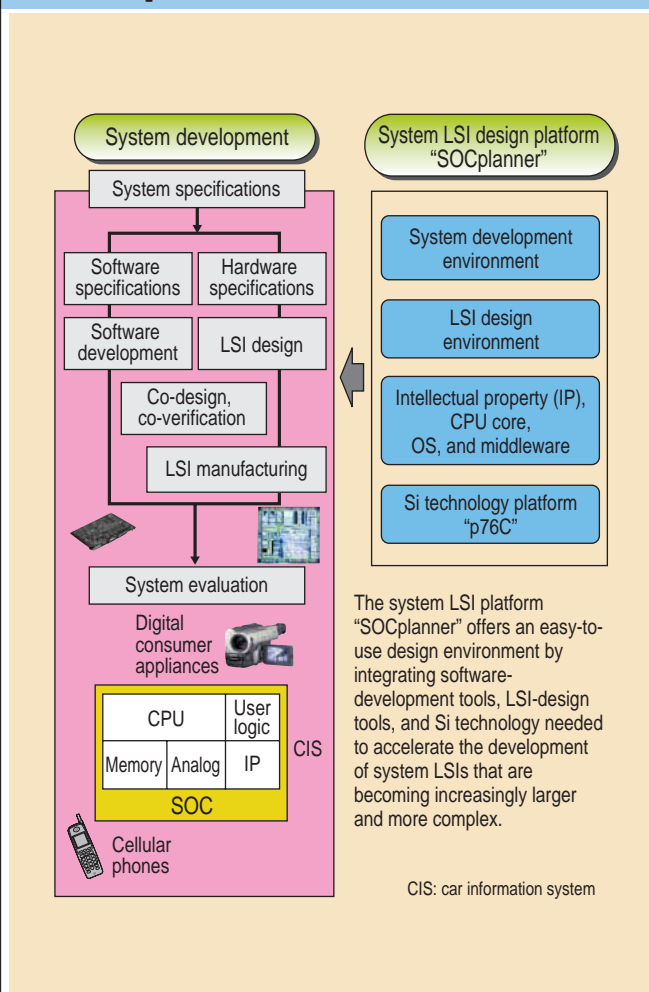 System development
System specifications
Software
specifications
Hardware
specifications
Software
development
LSI design
Co-design,
co-verification
LSI manufacturing
System evaluation
Digital
consumer
appliances
CPU
User
logic
Memory
Analog
IP
SOC
CIS
Cellular
phones
System LSI design platform
“SOCplanner”
System development
environment
LSI design
environment
Intellectual property (IP),
CPU core,
OS, and middleware
Si technology platform
“p76C”
The system LSI platform
“SOCplanner” offers an easy-to-
use design environment by
integrating software-
development tools, LSI-design
tools, and Si technology needed
to accelerate the development
of system LSIs that are
becoming increasingly larger
and more complex.
CIS: car information system